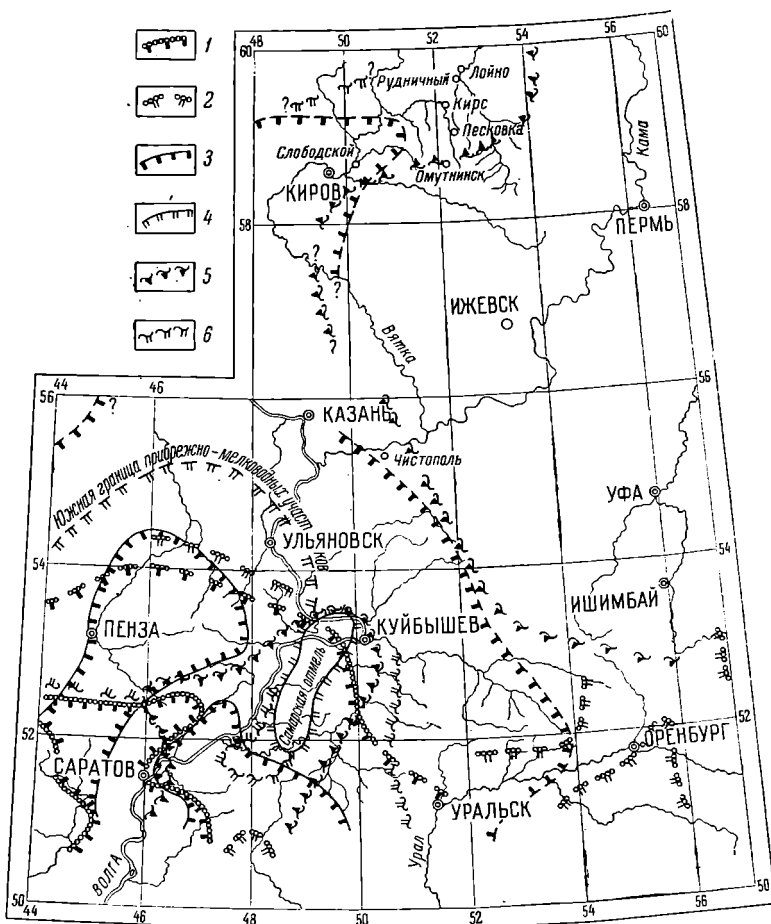 1
2
3
4
5
6
48 50 52 54 56 60
60
Рудничный
Лойно
?
?
Кирс
Песковка
Слободской
Омутнинск
КИРОВ
Кама
58
58
ПЕРМЬ
?
?
?
ИЖЕВСК
Вятка
44 46
56
56
?
КАЗАНЬ
Чистополь
Южная граница прибрежно-мелководных участков
УФА
УЛЬЯНОВСК
54
54
ИШИМБАЙ
ПЕНЗА
КУЙБЫШЕВ
Самарская отмель
52
52
ОРЕНБУРГ
САРАТОВ
УРАЛЬСК
ВОЛГА
Урал
50
50
44 46 48 50 52 54 56